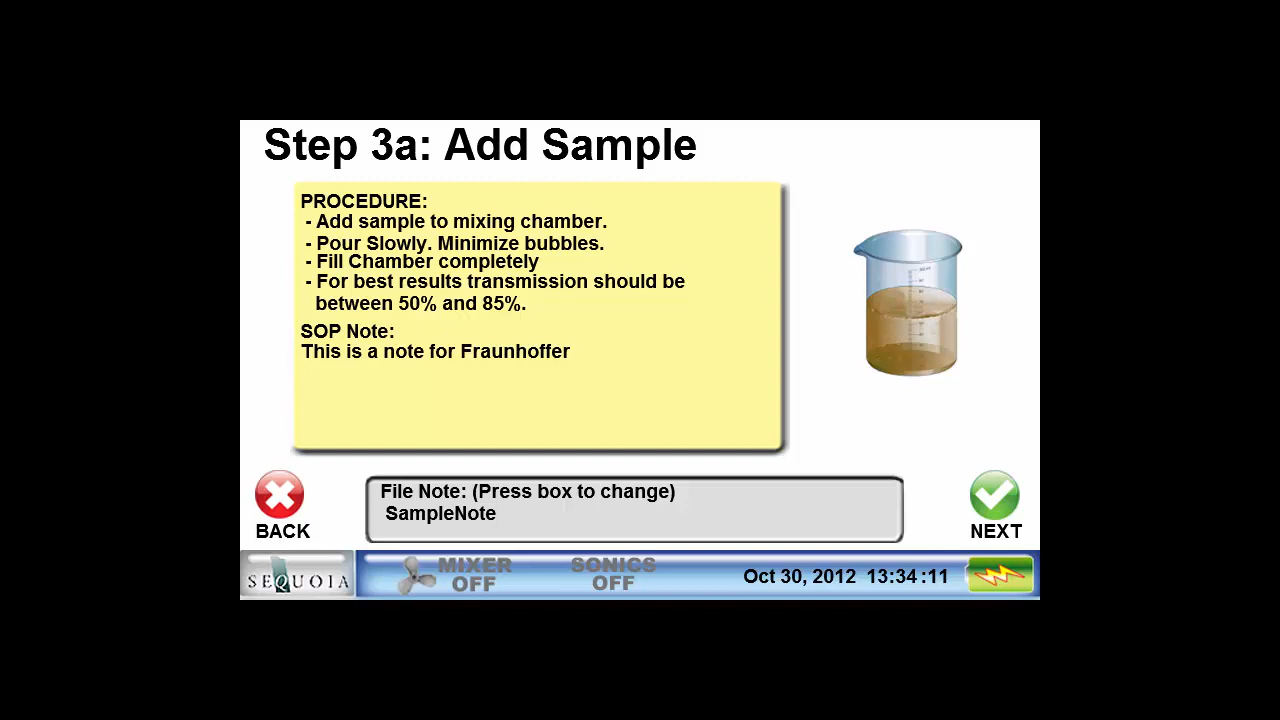 Step 3a: Add Sample
PROCEDURE:
- Add sample to mixing chamber.
- Pour Slowly. Minimize bubbles.
- Fill Chamber completely
- For best results transmission should be
between 50% and 85%.
SOP Note:
This is a note for Fraunhoffer
File Note: (Press box to change)
SampleNote
BACK
NEXT
SEQUOIA
MIXER
OFF
SONICS
OFF
Oct 30, 2012 13:34:11